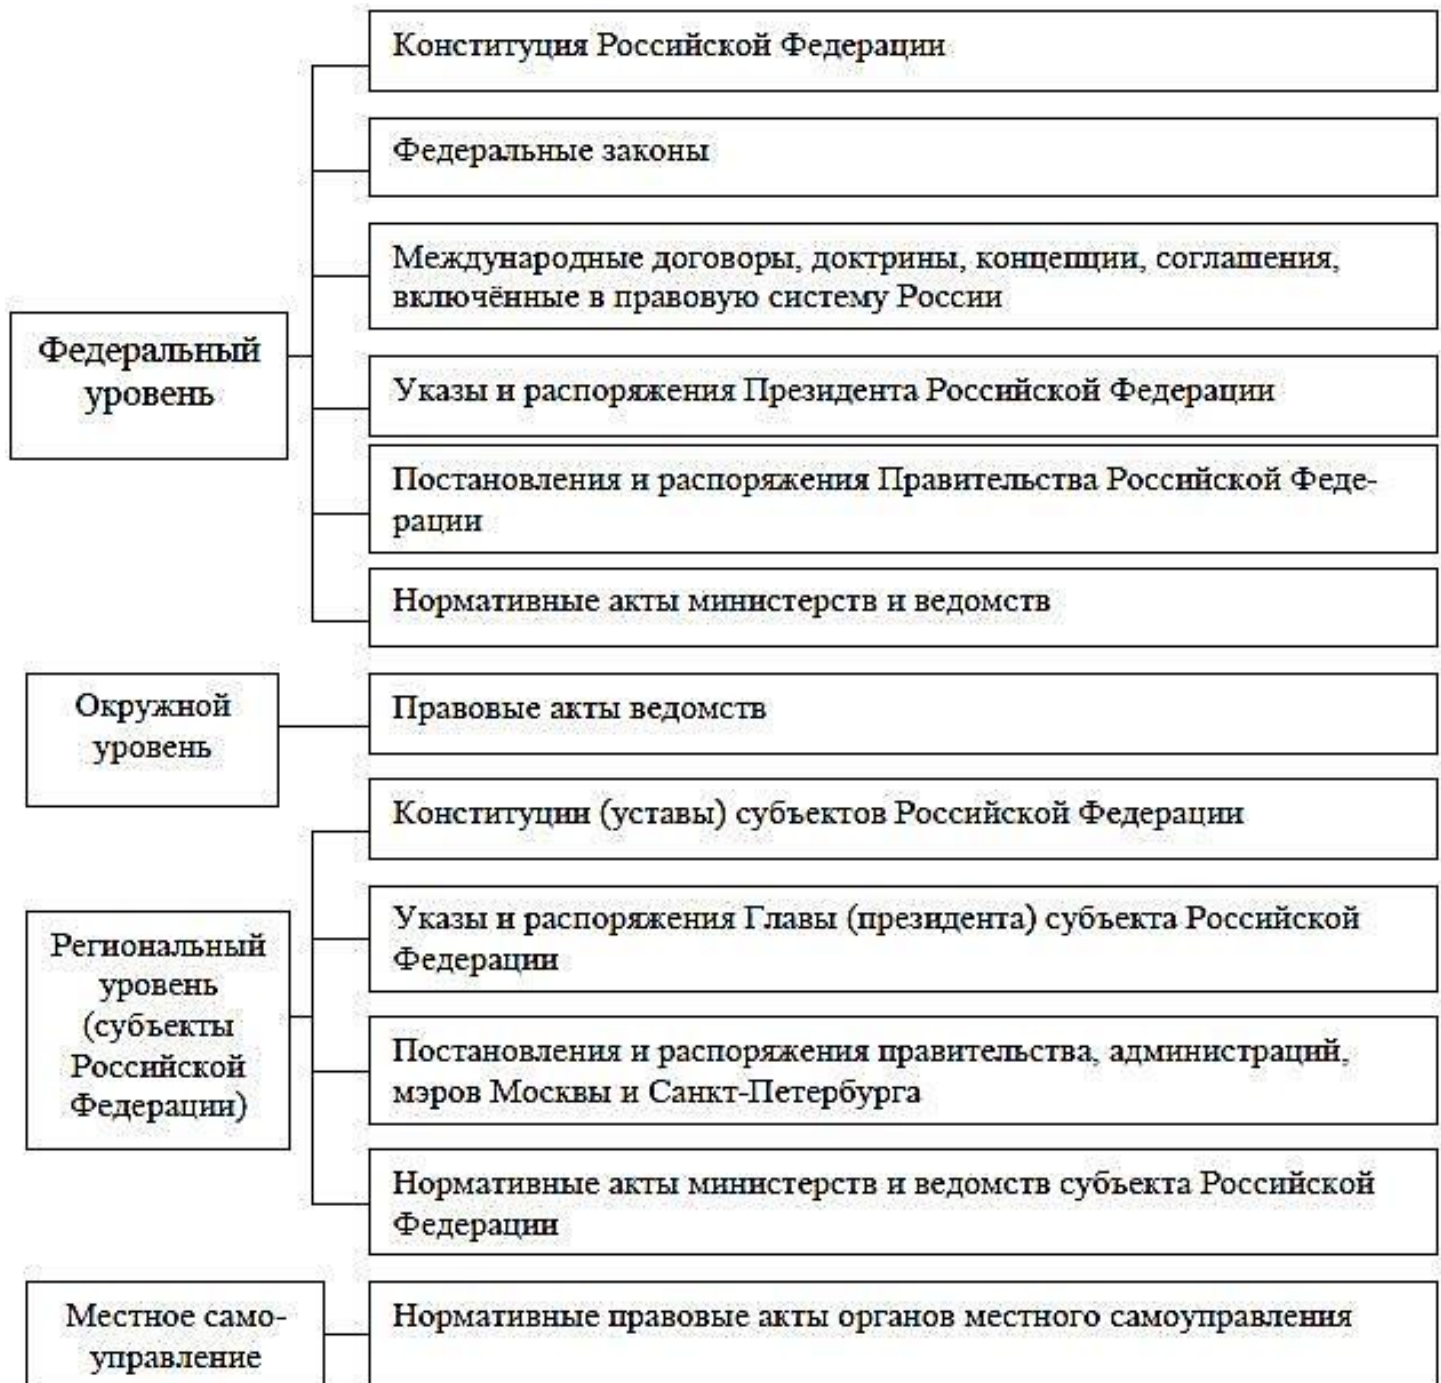 Конституция Российской Федерации
Федеральные законы
Международные договоры, доктрины, концепции, соглашения,
включённые в правовую систему России
Федеральный
уровень
Указы и распоряжения Президента Российской Федерации
Постановления и распоряжения Правительства Российской Феде-
рации
Нормативные акты министерств и ведомств
Окружной
уровень
Правовые акты ведомств
Конституции (уставы) субъектов Российской Федерации
Региональный
уровень
(субъекты
Российской
Федерации)
Указы и распоряжения Главы (президента) субъекта Российской
Федерации
Постановления и распоряжения правительства, администраций,
мэров Москвы и Санкт-Петербурга
Нормативные акты министерств и ведомств субъекта Российской
Федерации
Местное само-
управление
Нормативные правовые акты органов местного самоуправления